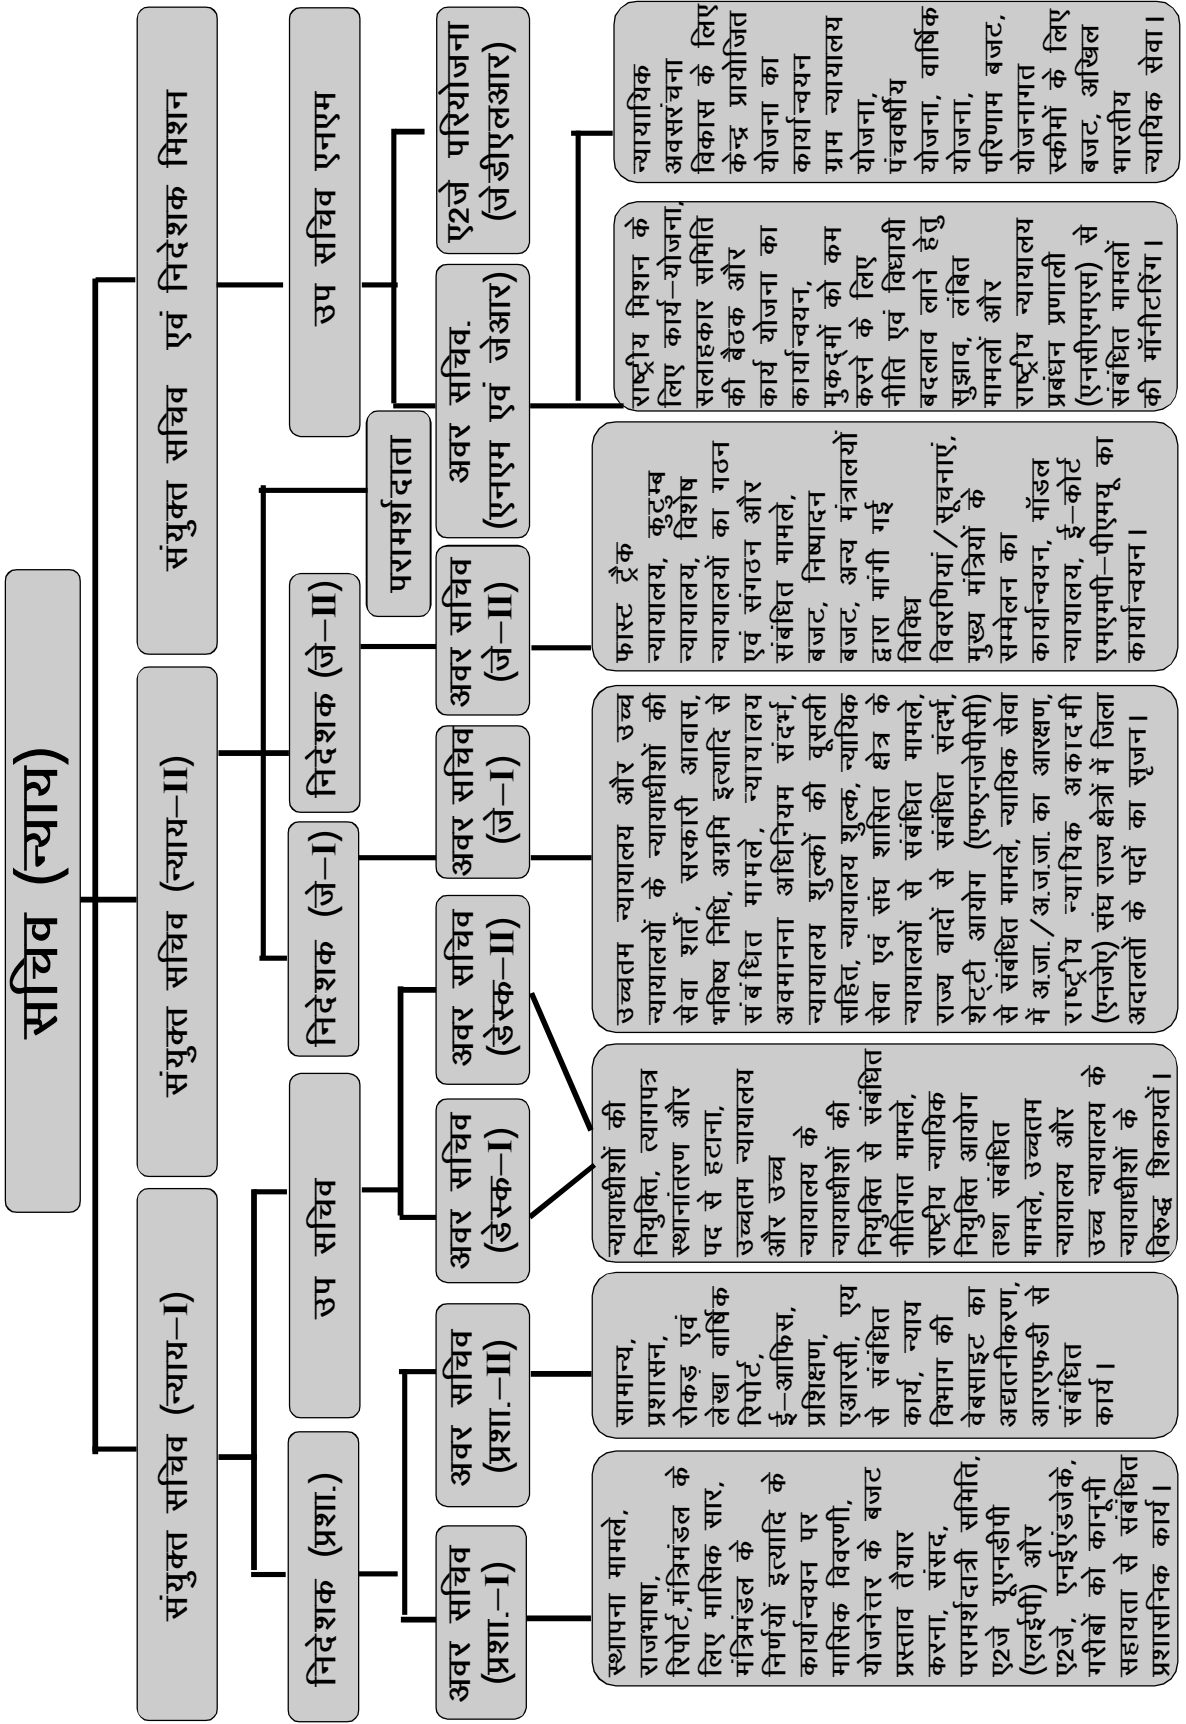 सचिव (न्याय)
संयुक्त सचिव (न्याय–I)
संयुक्त सचिव (न्याय–II)
संयुक्त सचिव एवं निदेशक मिशन
निदेशक (प्रशा.)
उप सचिव
निदेशक (जे–I)
निदेशक (जे–II)
उप सचिव एनएम
परामर्शदाता
अवर सचिव
(प्रशा.–I)
अवर सचिव
(प्रशा.–II)
अवर सचिव
(डेस्क–I)
अवर सचिव
(डेस्क–II)
अवर सचिव
(जे–I)
अवर सचिव
(जे–II)
अवर सचिव.
(एनएम एवं जेआर)
एटजे परियोजना
(जेडीएलआर)
स्थापना मामले,
राजभाषा,
रिपोर्ट,मंत्रिमंडल के
लिए मासिक सार,
मंत्रिमंडल के
निर्णयों इत्यादि के
कार्यान्वयन पर
मासिक विवरणी,
योजनेत्तर के बजट
प्रस्ताव तैयार
करना, संसद,
परामर्शदात्री समिति,
एटजे यूएनडीपी
(एलईपी) और
एटजे, एनईएंडजेके,
गरीबों को कानूनी
सहायता से संबंधित
प्रशासनिक कार्य।
सामान्य,
प्रशासन,
रोकड़ एवं
लेखा वार्षिक
रिपोर्ट,
ई–आफिस,
प्रशिक्षण,
एआरसी, एय
से संबंधित
कार्य, न्याय
विभाग की
वेबसाइट का
अद्यतनीकरण,
आरएफडी से
संबंधित
कार्य।
न्यायाधीशों की
नियुक्ति, त्यागपत्र
स्थानांतरण और
पद से हटाना,
उच्चतम न्यायालय
और उच्च
न्यायालय के
न्यायाधीशों की
नियुक्ति से संबंधित
नीतिगत मामले,
राष्ट्रीय न्यायिक
नियुक्ति आयोग
तथा संबंधित
मामले, उच्चतम
न्यायालय और
उच्च न्यायालय के
न्यायाधीशों के
विरुद्ध शिकायतें।
उच्चतम न्यायालय और उच्च
न्यायालयों के न्यायाधीशों की
सेवा शर्तें, सरकारी आवास,
भविष्य निधि, अग्रीम इत्यादि से
संबंधित मामले, न्यायालय
अवमानना अधिनियम संदर्भ,
न्यायालय शुल्कों की वूसली
सहित, न्यायालय शुल्क, न्यायिक
सेवा एवं संघ शासित क्षेत्र के
न्यायालयों से संबंधित मामले,
राज्य वादों से संबंधित संदर्भ,
शेट्टी आयोग (एफएनजेपीसी)
से संबंधित मामले, न्यायिक सेवा
में अ.जा./अ.ज.जा. का आरक्षण,
राष्ट्रीय न्यायिक अकादमी
(एनजेए) संघ राज्य क्षेत्रों में जिला
अदालतों के पदों का सृजन।
फास्ट ट्रैक
न्यायालय, कुटुम्ब
न्यायालय, विशेष
न्यायालयों का गठन
एवं संगठन और
संबंधित मामले,
बजट, निष्पादन
बजट, अन्य मंत्रालयों
द्वारा मांगी गई
विविध
विवरणियां/सूचनाएं,
मुख्य मंत्रियों के
सम्मेलन का
कार्यान्वयन, मॉडल
न्यायालय, ई–कोर्ट
एमएमपी–पीएमयू का
कार्यान्वयन।
राष्ट्रीय मिशन के
लिए कार्य–योजना,
सलाहकार समिति
की बैठक और
कार्य योजना का
कार्यान्वयन,
मुकदमों को कम
करने के लिए
नीति एवं विधायी
बदलाव लाने हेतु
सुझाव, लंबित
मामलों और
राष्ट्रीय न्यायालय
प्रबंधन प्रणाली
(एनसीएमएस) से
संबंधित मामलों
की मॉनीटरिंग।
न्यायायिक
अवसरंचना
विकास के लिए
केन्द्र प्रायोजित
योजना का
कार्यान्वयन
ग्राम न्यायालय
योजना,
पंचवर्षीय
योजना, वार्षिक
योजना,
परिणाम बजट,
योजनागत
स्कीमों के लिए
बजट, अखिल
भारतीय
न्यायिक सेवा।